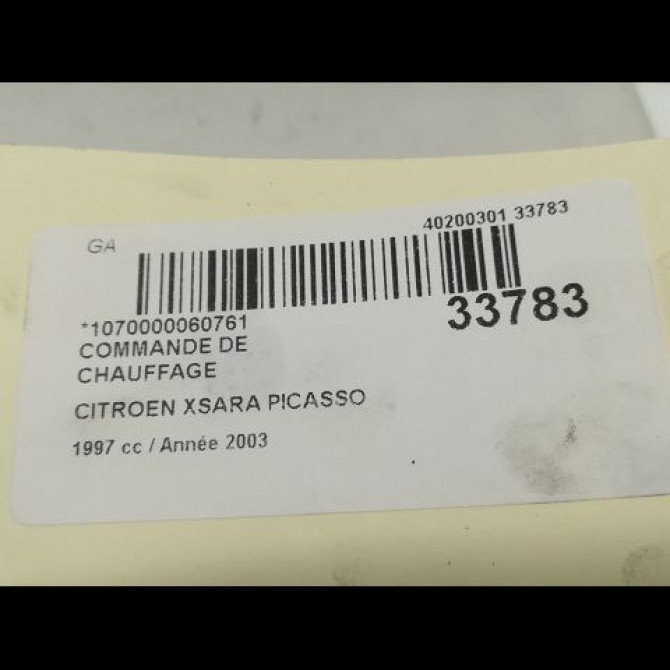 GA
40200301 33783
33783
*1070000060761
COMMANDE DE
CHAUFFAGE
CITROEN XSARA PICASSO
1997 cc / Année 2003